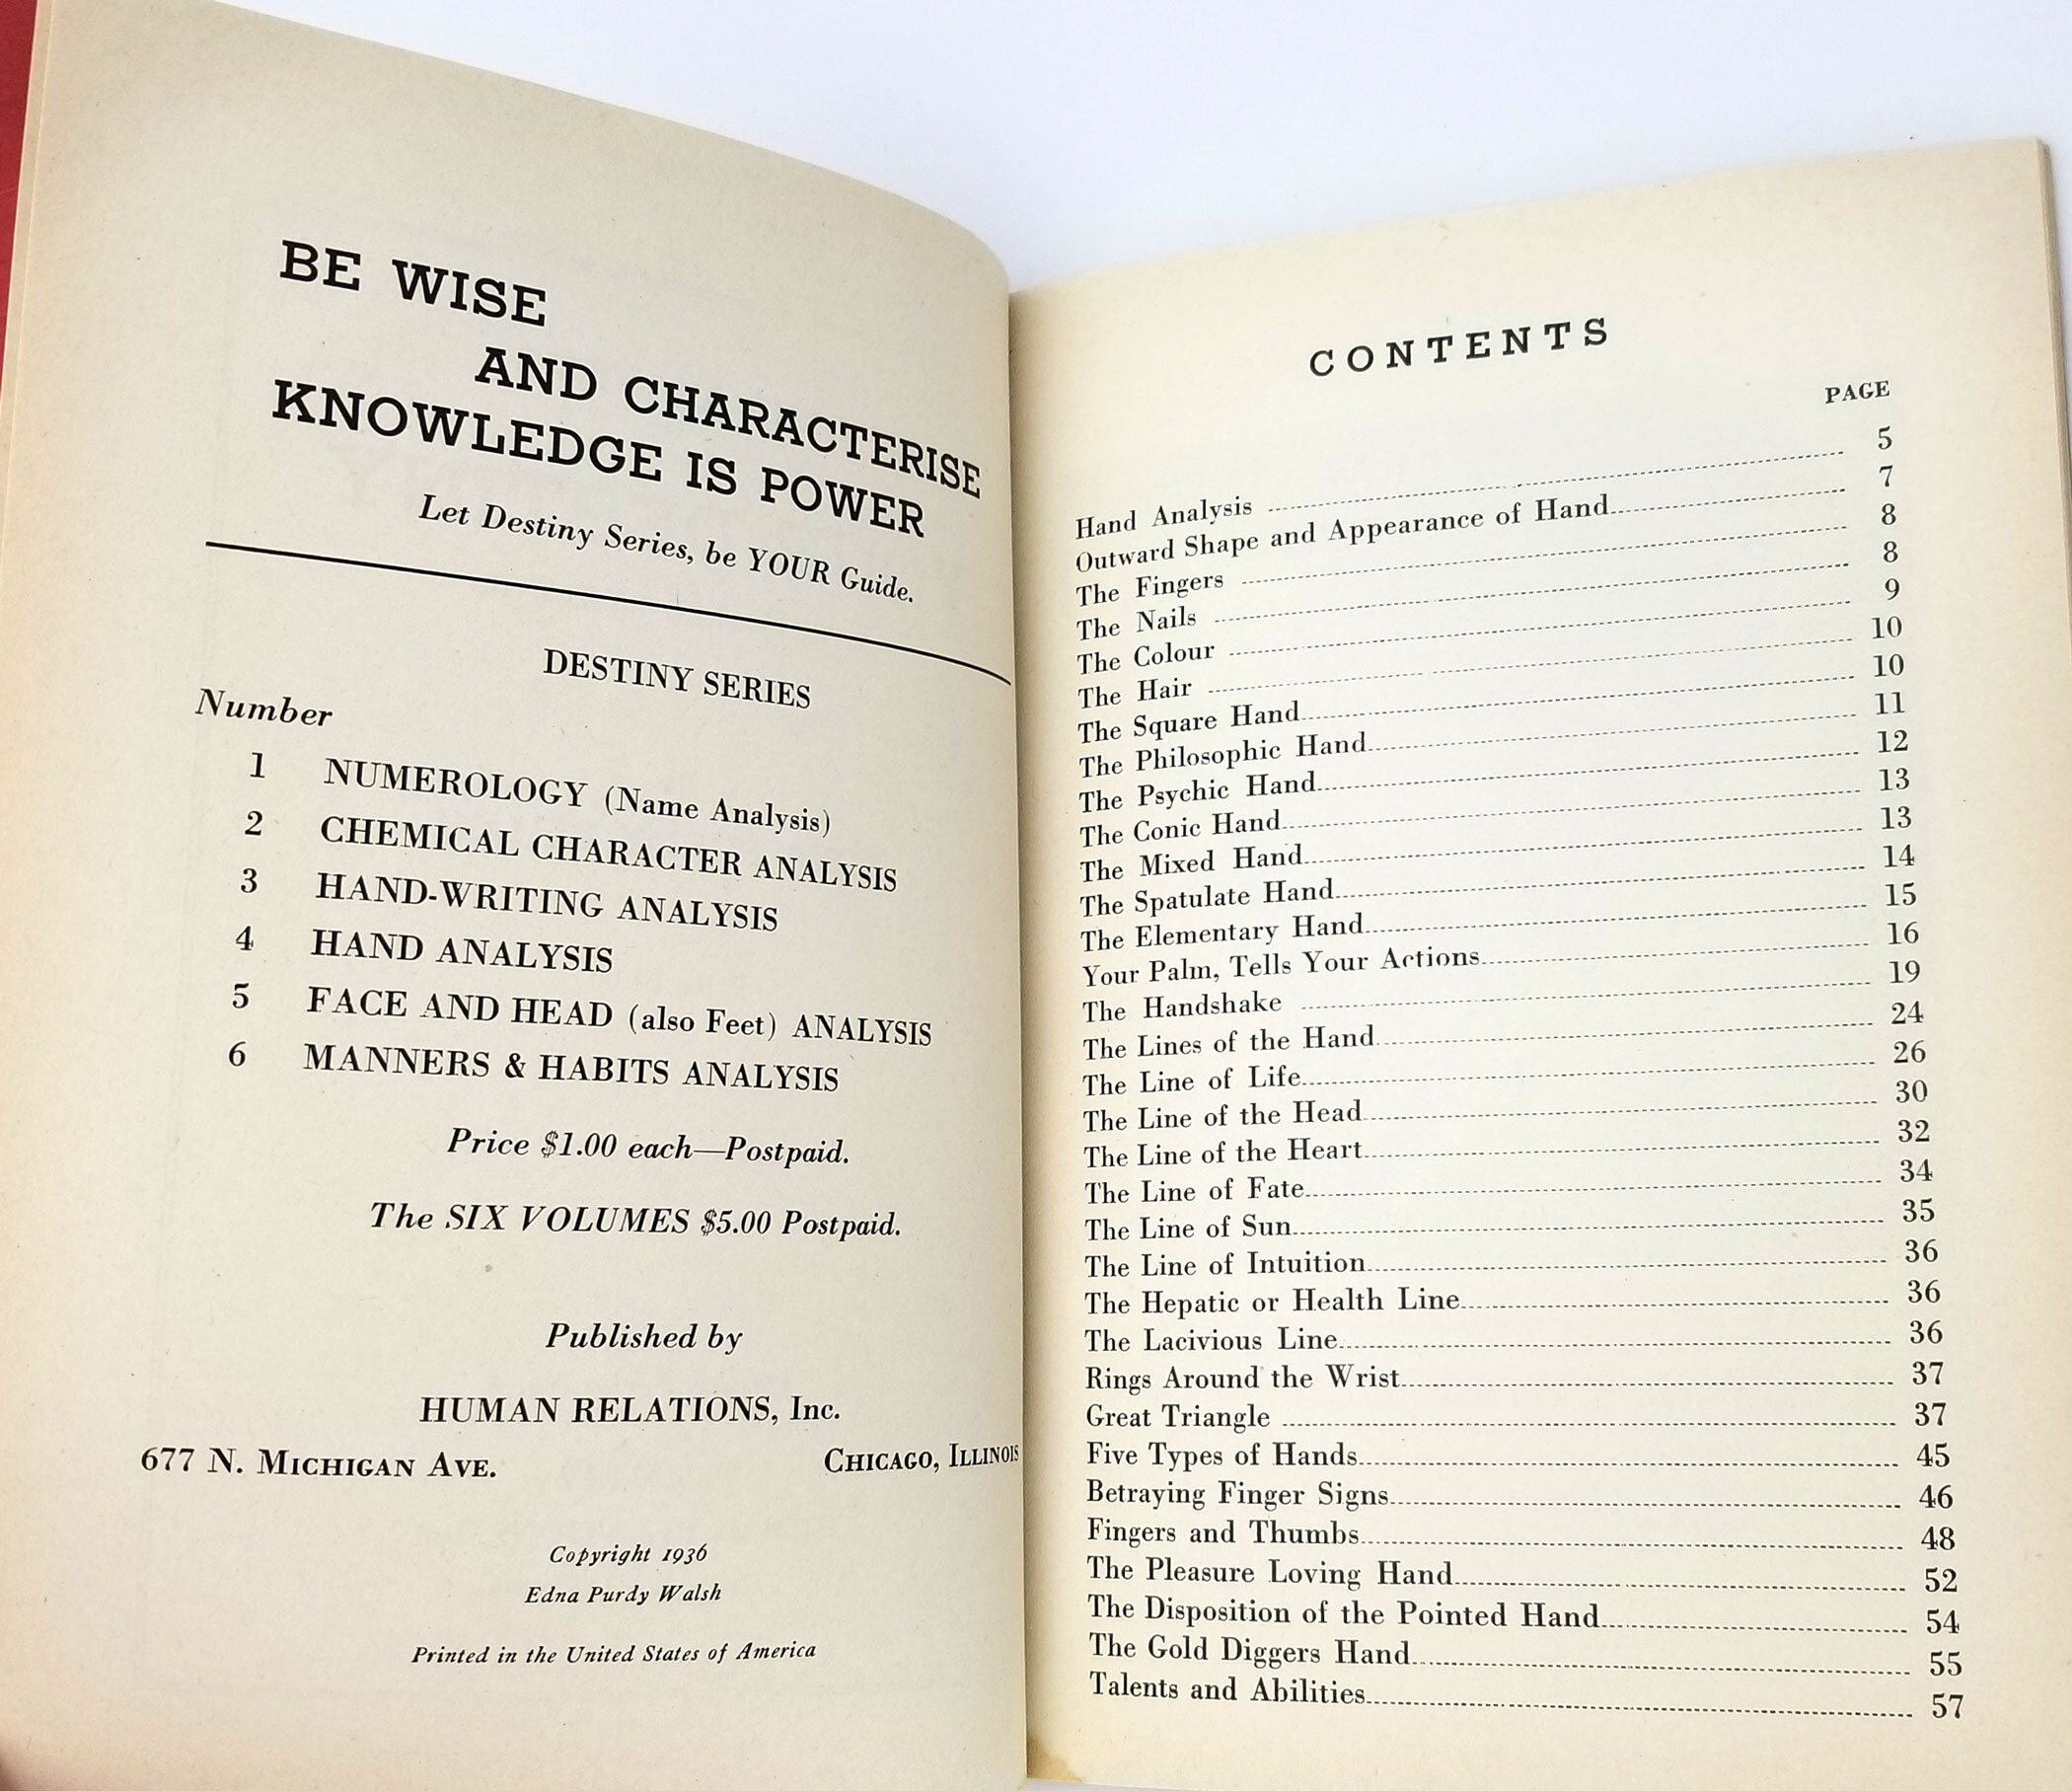 BE WISE
AND CHARACTERISE
KNOWLEDGE IS POWER
Let Destiny Series, be YOUR Guide.
DESTINY SERIES
Number
1 NUMEROLOGY (Name Analysis)
2 CHEMICAL CHARACTER ANALYSIS
3 HAND-WRITING ANALYSIS
4 HAND ANALYSIS
5 FACE AND HEAD (also Feet) ANALYSIS
6 MANNERS & HABITS ANALYSIS
Price $1.00 each—Postpaid.
The SIX VOLUMES $5.00 Postpaid.
Published by
HUMAN RELATIONS, Inc.
677 N. MICHIGAN AVE. CHICAGO, ILLINOIS
Copyright 1936
Edna Purdy Walsh
Printed in the United States of America
CONTENTS
PAGE
Hand Analysis 5
Outward Shape and Appearance of Hand 7
The Fingers 8
The Nails 8
The Colour 9
The Hair 10
The Square Hand 10
The Philosophic Hand 11
The Psychic Hand 12
The Conic Hand 13
The Mixed Hand 13
The Spatulate Hand 14
The Elementary Hand 15
Your Palm, Tells Your Actions 16
The Handshake 19
The Lines of the Hand 24
The Line of Life 26
The Line of the Head 30
The Line of the Heart 32
The Line of Fate 34
The Line of Sun 35
The Line of Intuition 36
The Hepatic or Health Line 36
The Lacivious Line 36
Rings Around the Wrist 37
Great Triangle 37
Five Types of Hands 45
Betraying Finger Signs 46
Fingers and Thumbs 48
The Pleasure Loving Hand 52
The Disposition of the Pointed Hand 54
The Gold Diggers Hand 55
Talents and Abilities 57